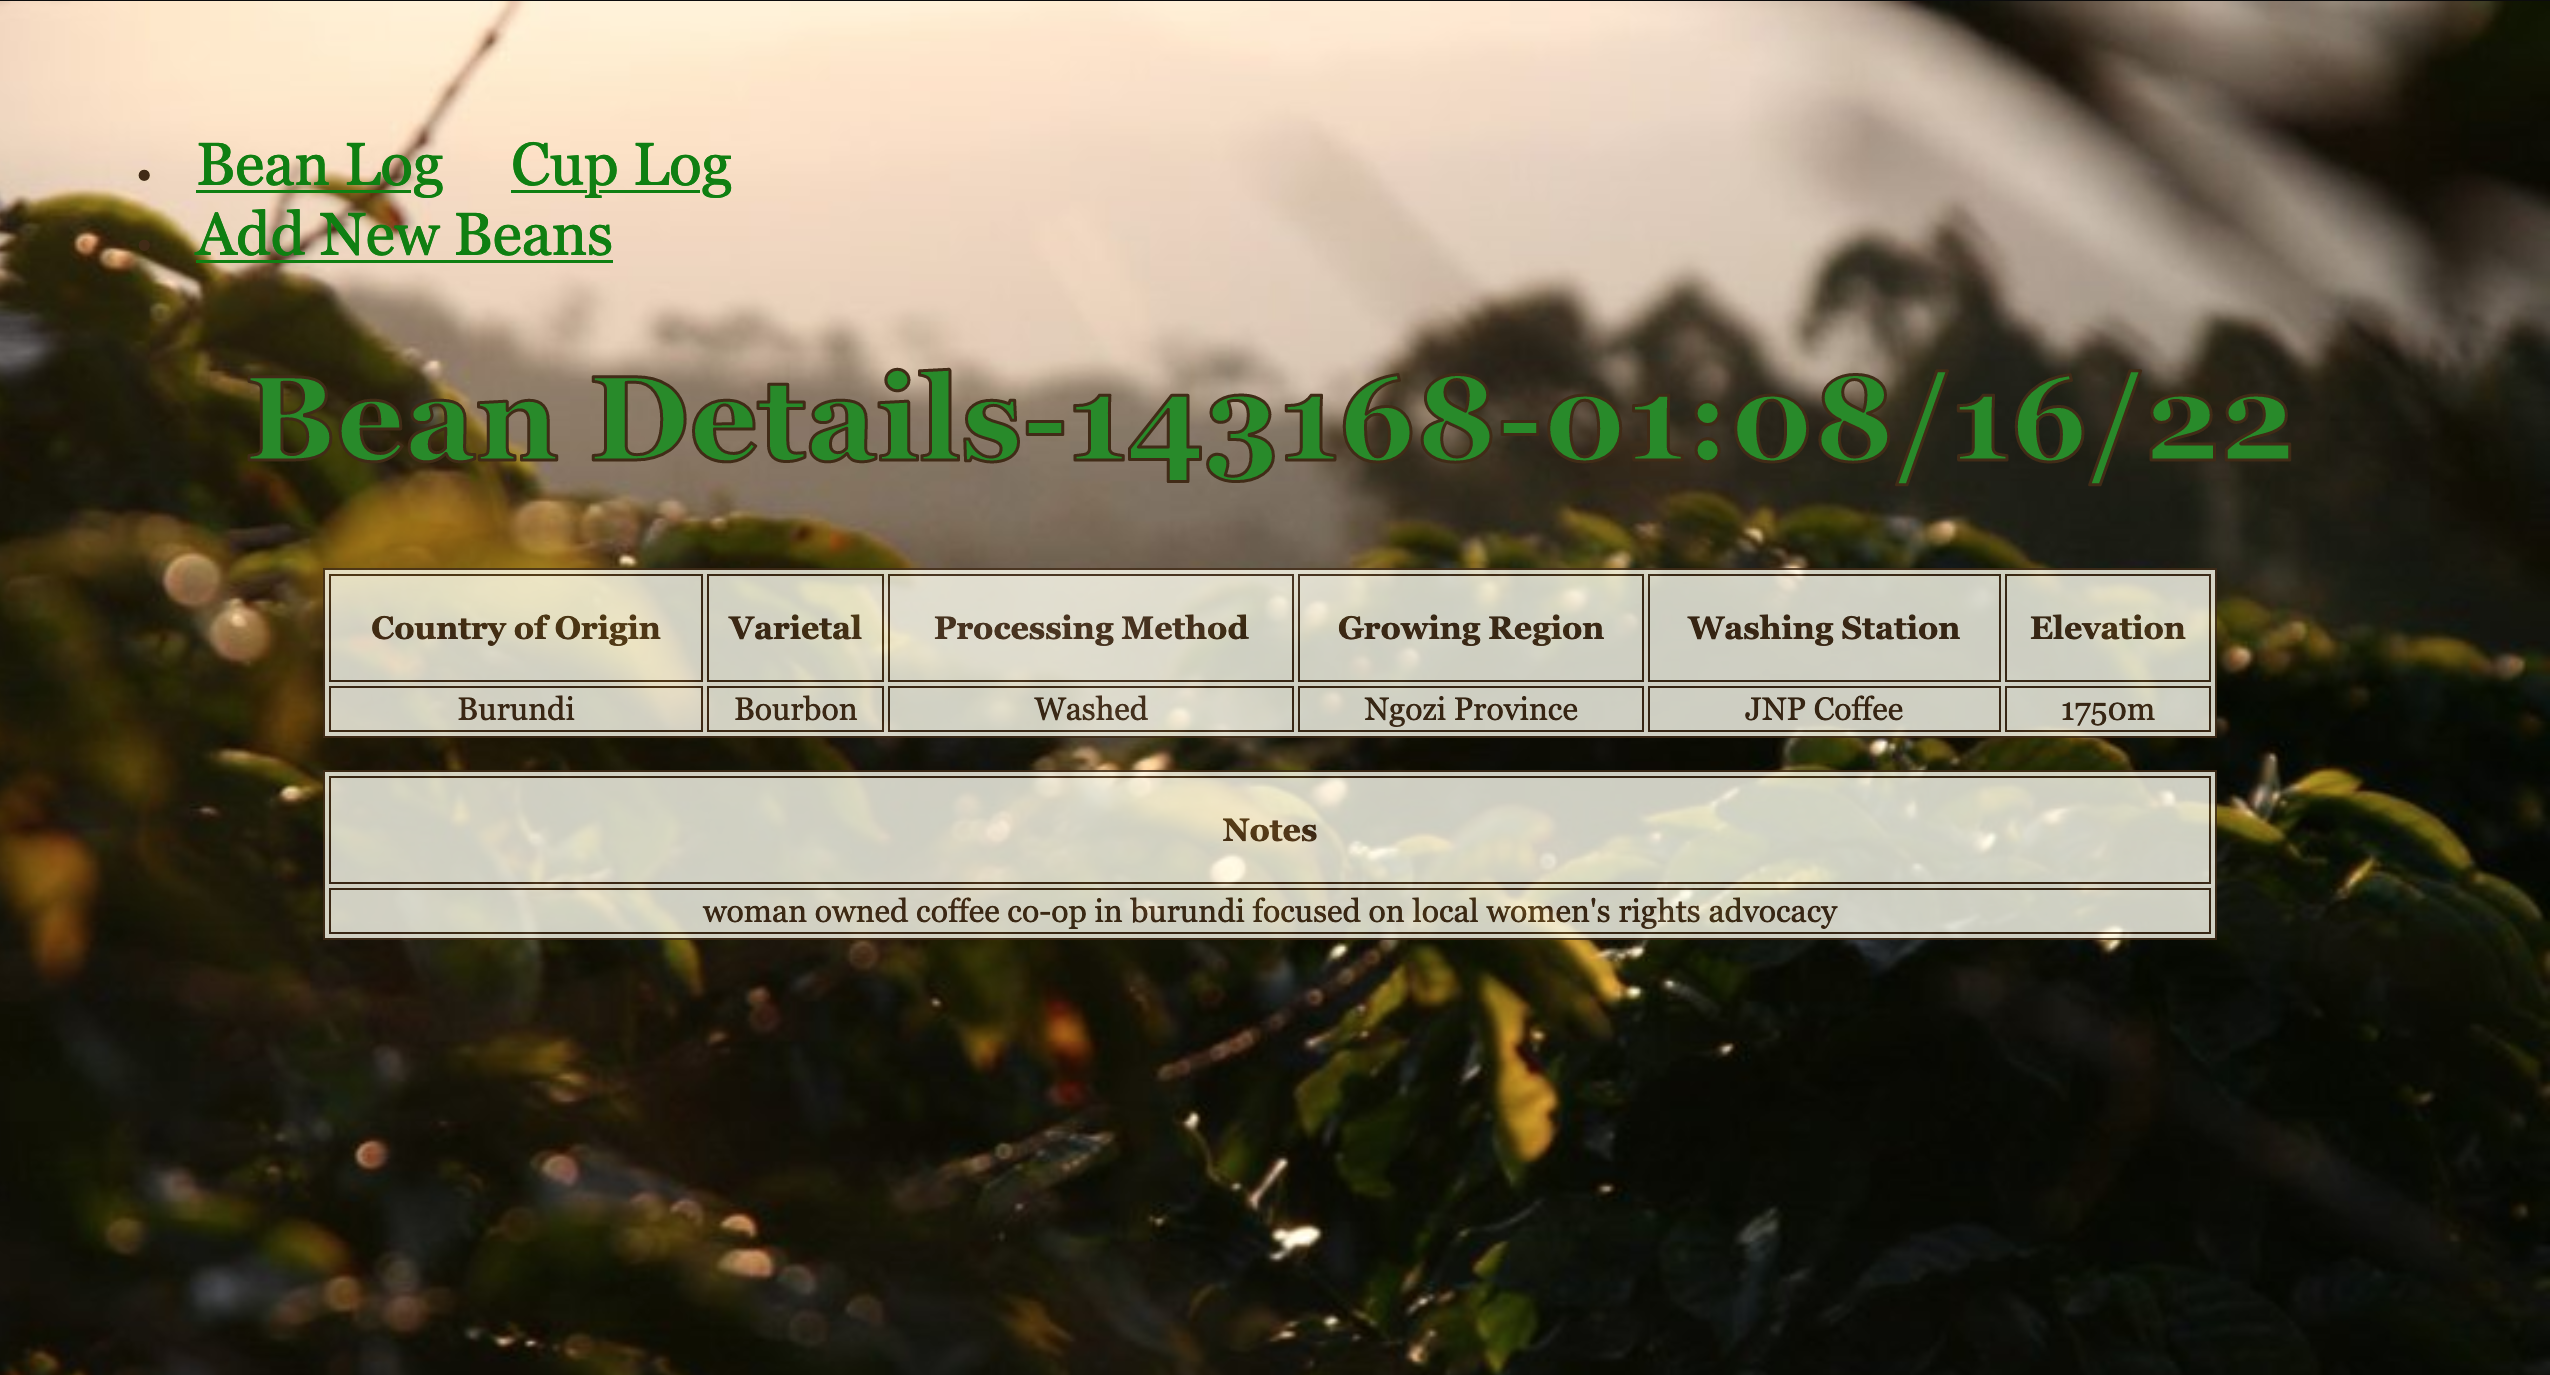 • Bean Log Cup Log
Add New Beans
Bean Details-143168-01:08/16/22
Country of Origin Varietal Processing Method Growing Region Washing Station Elevation
Burundi Bourbon Washed Ngozi Province JNP Coffee 1750m
Notes
woman owned coffee co-op in burundi focused on local women's rights advocacy